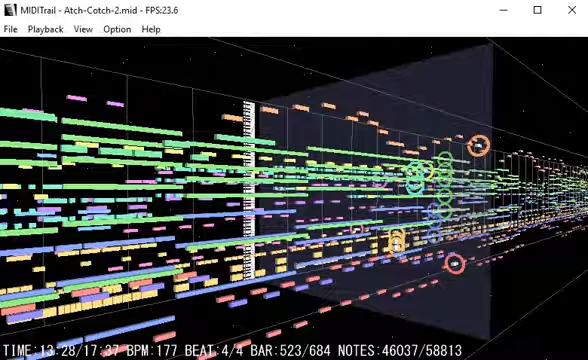 MIDITrail - Atch-Cotch-2.mid - FPS:23.6
File Playback View Option Help
TIME:13:28/17:37 BPM:177 BEAT:4/4 BAR:523/684 NOTES:46037/58813